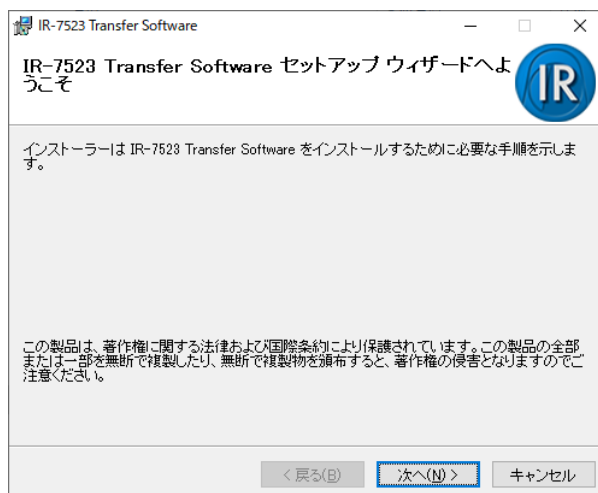 IR-7523 Transfer Software
IR-7523 Transfer Software セットアップ ウィザードへよ
うこそ
IR
インストーラーは IR-7523 Transfer Software をインストールするために必要な手順を示しま
す。
この製品は、著作権に関する法律および国際条約により保護されています。この製品の全部
または一部を無断で複製したり、無断で複製物を頒布すると、著作権の侵害となりますのでご
注意ください。
< 戻る(B)
次へ(N) >
キャンセル